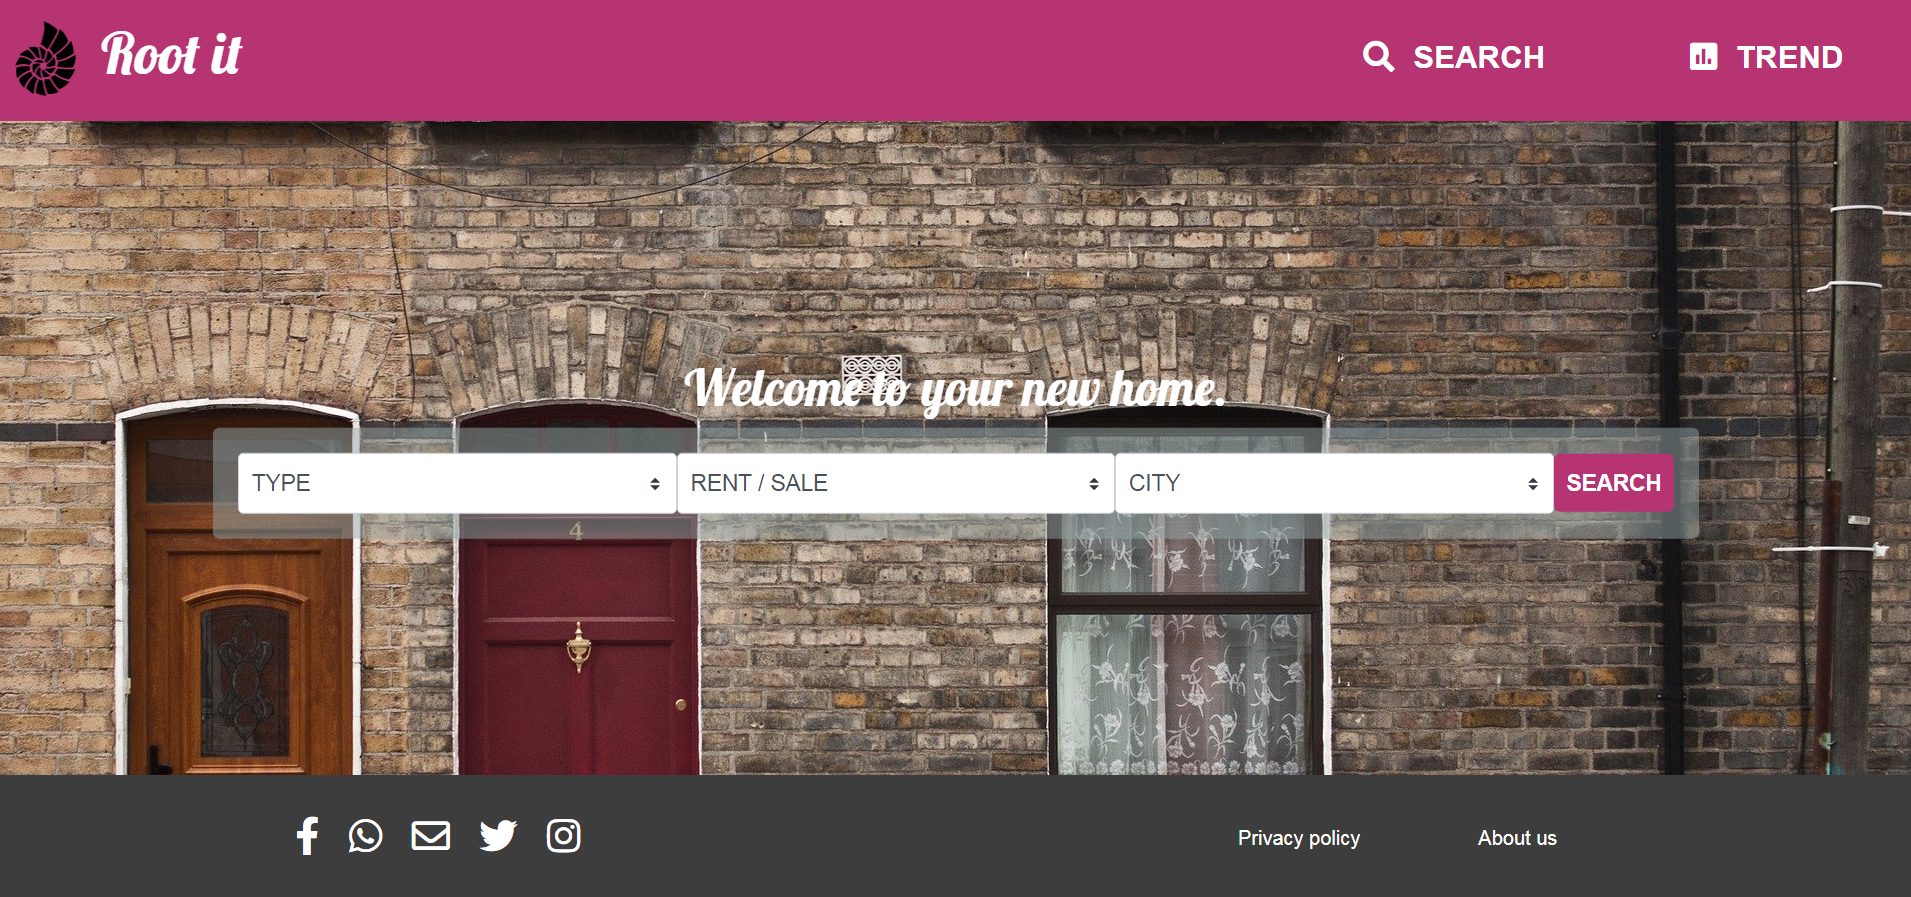 Root it
SEARCH
TREND
Welcome to your new home.
TYPE
RENT / SALE
CITY
SEARCH
4
Privacy policy
About us